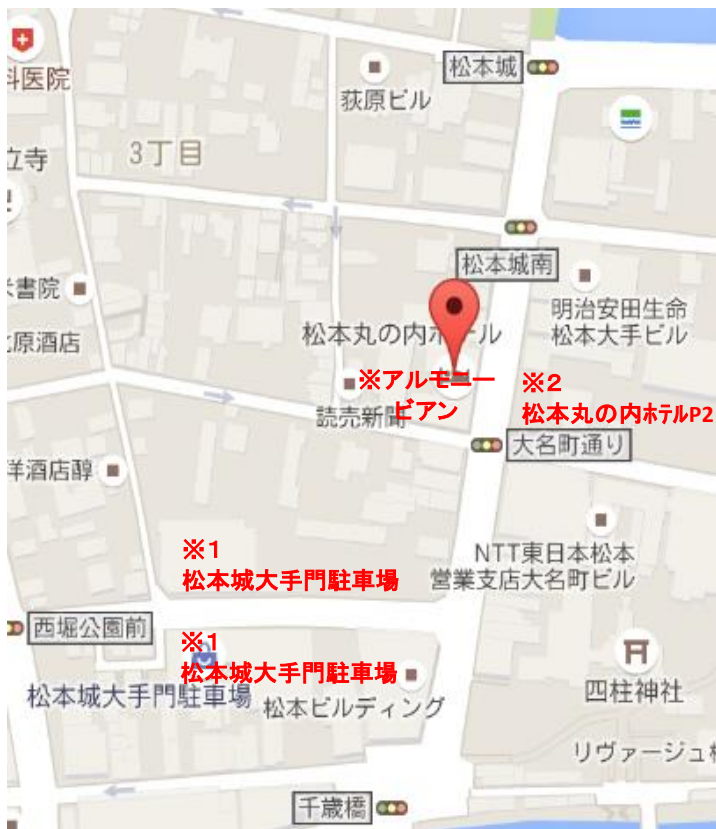 松本城
科医院
荻原ビル
立寺
3丁目
松本城南
書院
明治安田生命
松本大手ビル
原酒店
松本丸の内ホテル
※アルモニー
ビアン
※2
松本丸の内ホテルP2
読売新聞
大名町通り
洋酒店醇
※1
松本城大手門駐車場
NTT東日本松本
営業支店大名町ビル
西堀公園前
※1
松本城大手門駐車場
松本城大手門駐車場
松本ビルディング
四柱神社
リヴァージュ
千歳橋